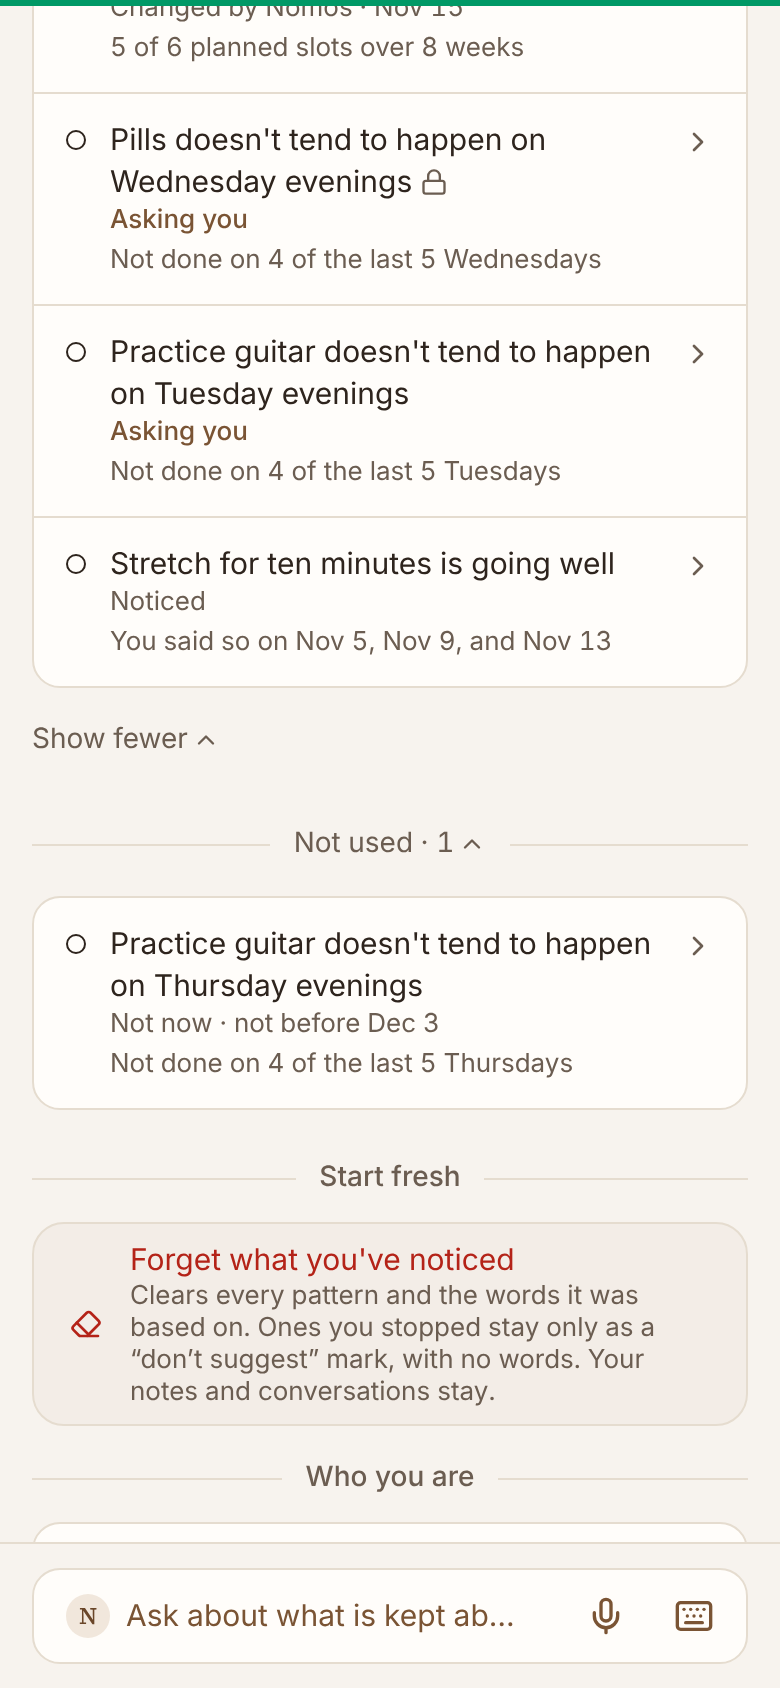 Changed by Nomos · Nov 15
5 of 6 planned slots over 8 weeks
Pills doesn't tend to happen on
Wednesday evenings
Asking you
Not done on 4 of the last 5 Wednesdays
Practice guitar doesn't tend to happen
on Tuesday evenings
Asking you
Not done on 4 of the last 5 Tuesdays
Stretch for ten minutes is going well
Noticed
You said so on Nov 5, Nov 9, and Nov 13
Show fewer
Not used · 1
Practice guitar doesn't tend to happen
on Thursday evenings
Not now · not before Dec 3
Not done on 4 of the last 5 Thursdays
Start fresh
Forget what you've noticed
Clears every pattern and the words it was
based on. Ones you stopped stay only as a
“don’t suggest” mark, with no words. Your
notes and conversations stay.
Who you are
N Ask about what is kept ab...